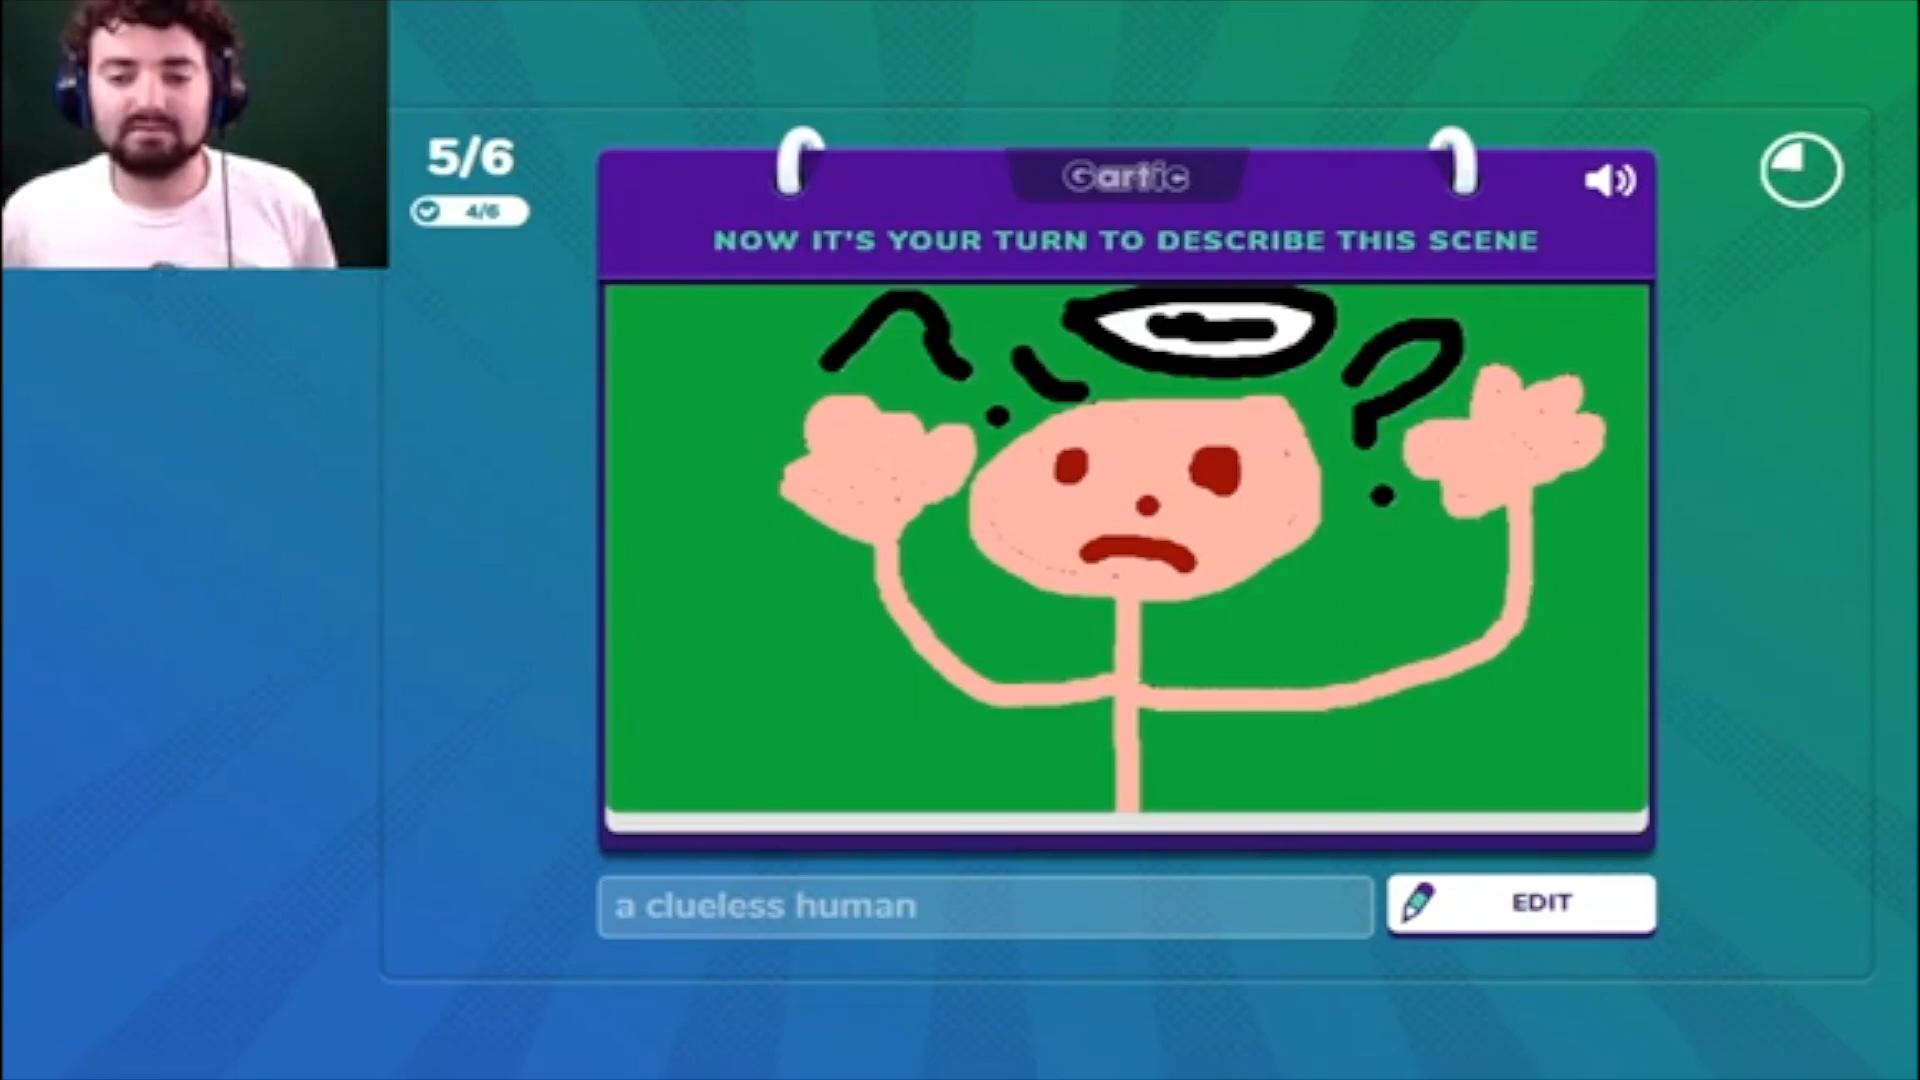 5/6
4/6
Gartic
NOW IT'S YOUR TURN TO DESCRIBE THIS SCENE
? ?
a clueless human
EDIT